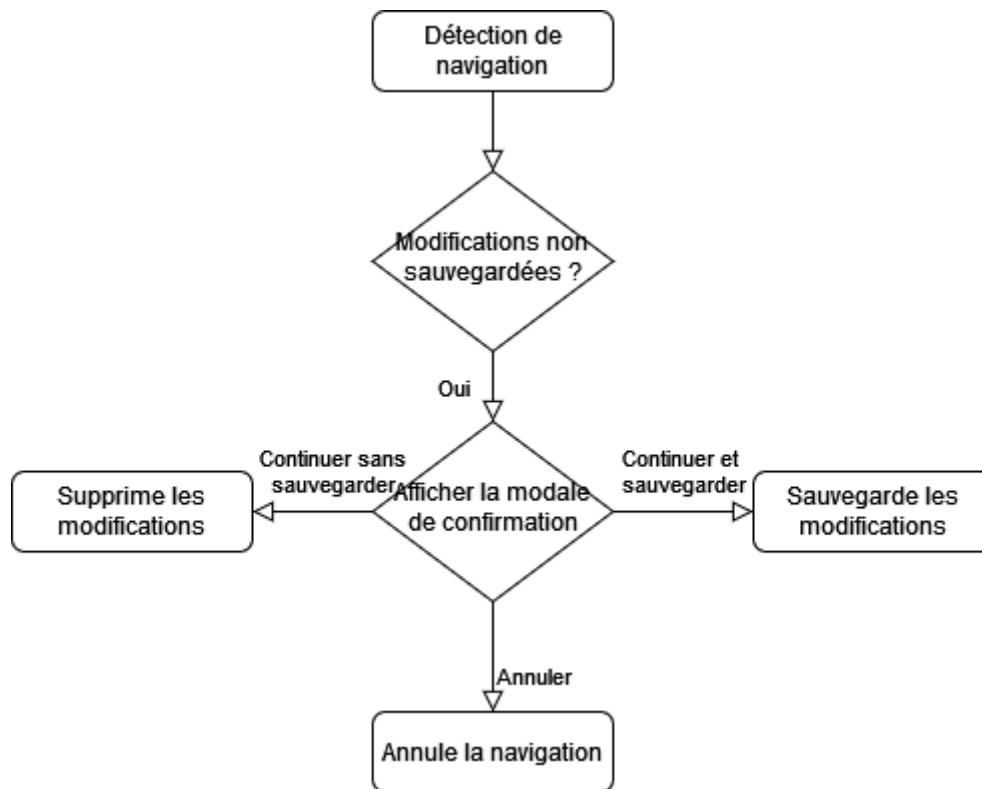 Détection de
navigation
Modifications non
sauvegardées ?
Oui
Continuer sans
sauvegarder
Continuer et
sauvegarder
Supprime les
modifications
Afficher la modale
de confirmation
Sauvegarde les
modifications
Annuler
Annule la navigation